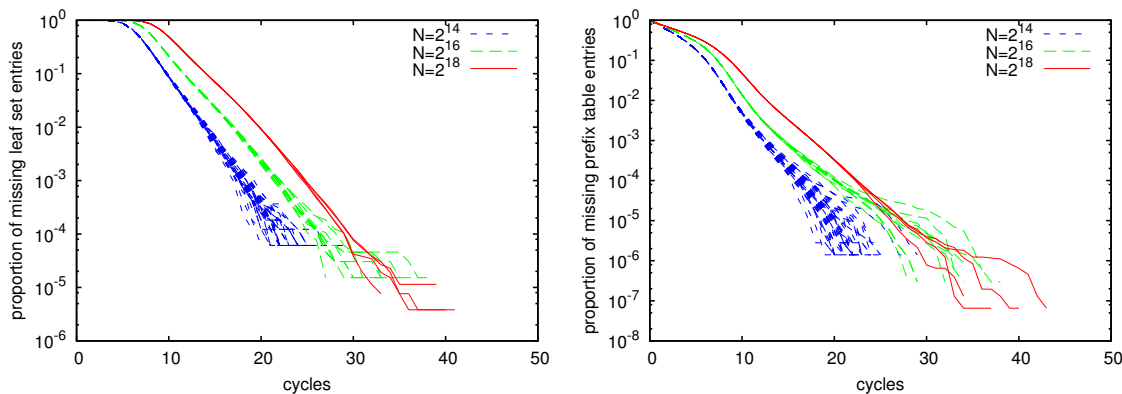 proportion of missing leaf set entries
10^0
10^-1
10^-2
10^-3
10^-4
10^-5
10^-6
N=2^14
N=2^16
N=2^18
0 10 20 30 40 50
cycles
proportion of missing prefix table entries
10^0
10^-1
10^-2
10^-3
10^-4
10^-5
10^-6
10^-7
10^-8
N=2^14
N=2^16
N=2^18
0 10 20 30 40 50
cycles